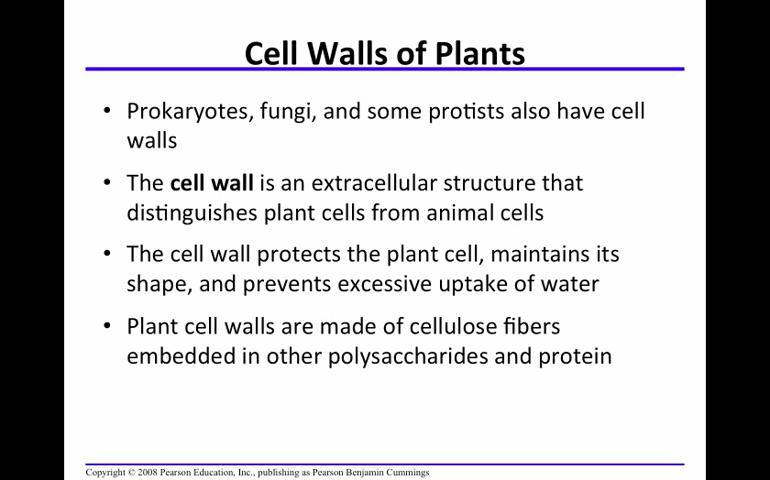 Cell Walls of Plants
• Prokaryotes, fungi, and some protists also have cell
walls
• The cell wall is an extracellular structure that
distinguishes plant cells from animal cells
• The cell wall protects the plant cell, maintains its
shape, and prevents excessive uptake of water
• Plant cell walls are made of cellulose fibers
embedded in other polysaccharides and protein
Copyright © 2008 Pearson Education, Inc., publishing as Pearson Benjamin Cummings